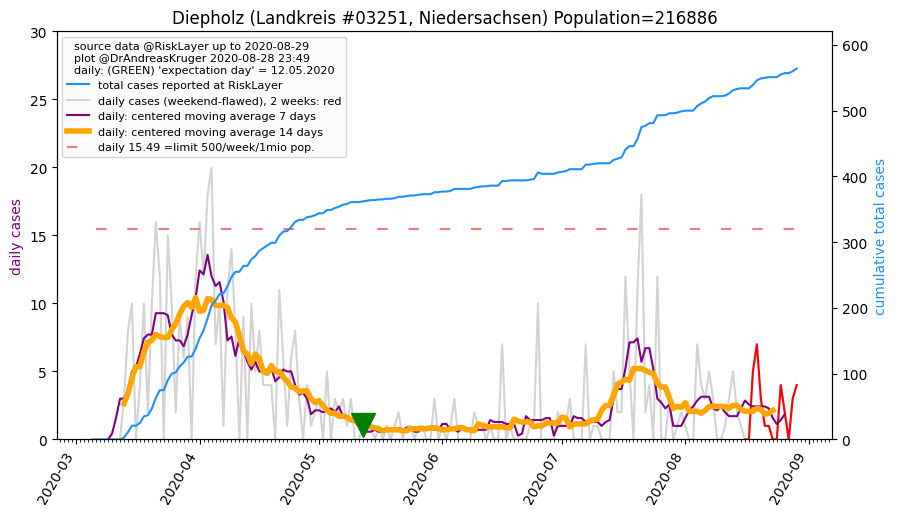 Diepholz (Landkreis #03251, Niedersachsen) Population=216886
source data @RiskLayer up to 2020-08-29
plot @DrAndreasKruger 2020-08-28 23:49
daily: (GREEN) 'expectation day' = 12.05.2020
total cases reported at RiskLayer
daily cases (weekend-flawed), 2 weeks: red
daily: centered moving average 7 days
daily: centered moving average 14 days
daily 15.49 =limit 500/week/1mio pop.
daily cases
30
25
20
15
10
5
0
cumulative total cases
600
500
400
300
200
100
0
2020-03
2020-04
2020-05
2020-06
2020-07
2020-08
2020-09